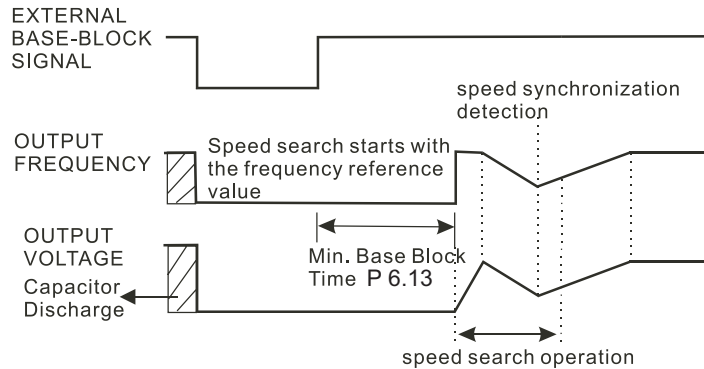 EXTERNAL
BASE-BLOCK
SIGNAL
speed synchronization
detection
OUTPUT
FREQUENCY
Speed search starts with
the frequency reference
value
OUTPUT
VOLTAGE
Min. Base Block
Time P 6.13
Capacitor
Discharge
speed search operation